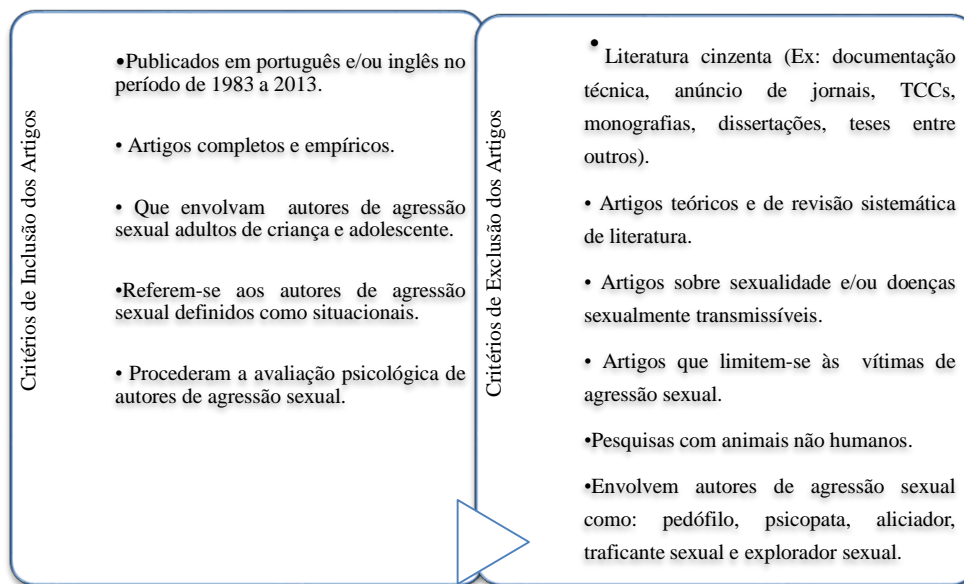 Critérios de Inclusão dos Artigos
•Publicados em português e/ou inglês no
período de 1983 a 2013.
• Artigos completos e empíricos.
• Que envolvam autores de agressão
sexual adultos de criança e adolescente.
•Referem-se aos autores de agressão
sexual definidos como situacionais.
• Procederam a avaliação psicológica de
autores de agressão sexual.
Critérios de Exclusão dos Artigos
• Literatura cinzenta (Ex: documentação
técnica, anúncio de jornais, TCCs,
monografias, dissertações, teses entre
outros).
• Artigos teóricos e de revisão sistemática
de literatura.
• Artigos sobre sexualidade e/ou doenças
sexualmente transmissíveis.
• Artigos que limitem-se às vítimas de
agressão sexual.
•Pesquisas com animais não humanos.
•Envolvem autores de agressão sexual
como: pedófilo, psicopata, aliciador,
traficante sexual e explorador sexual.